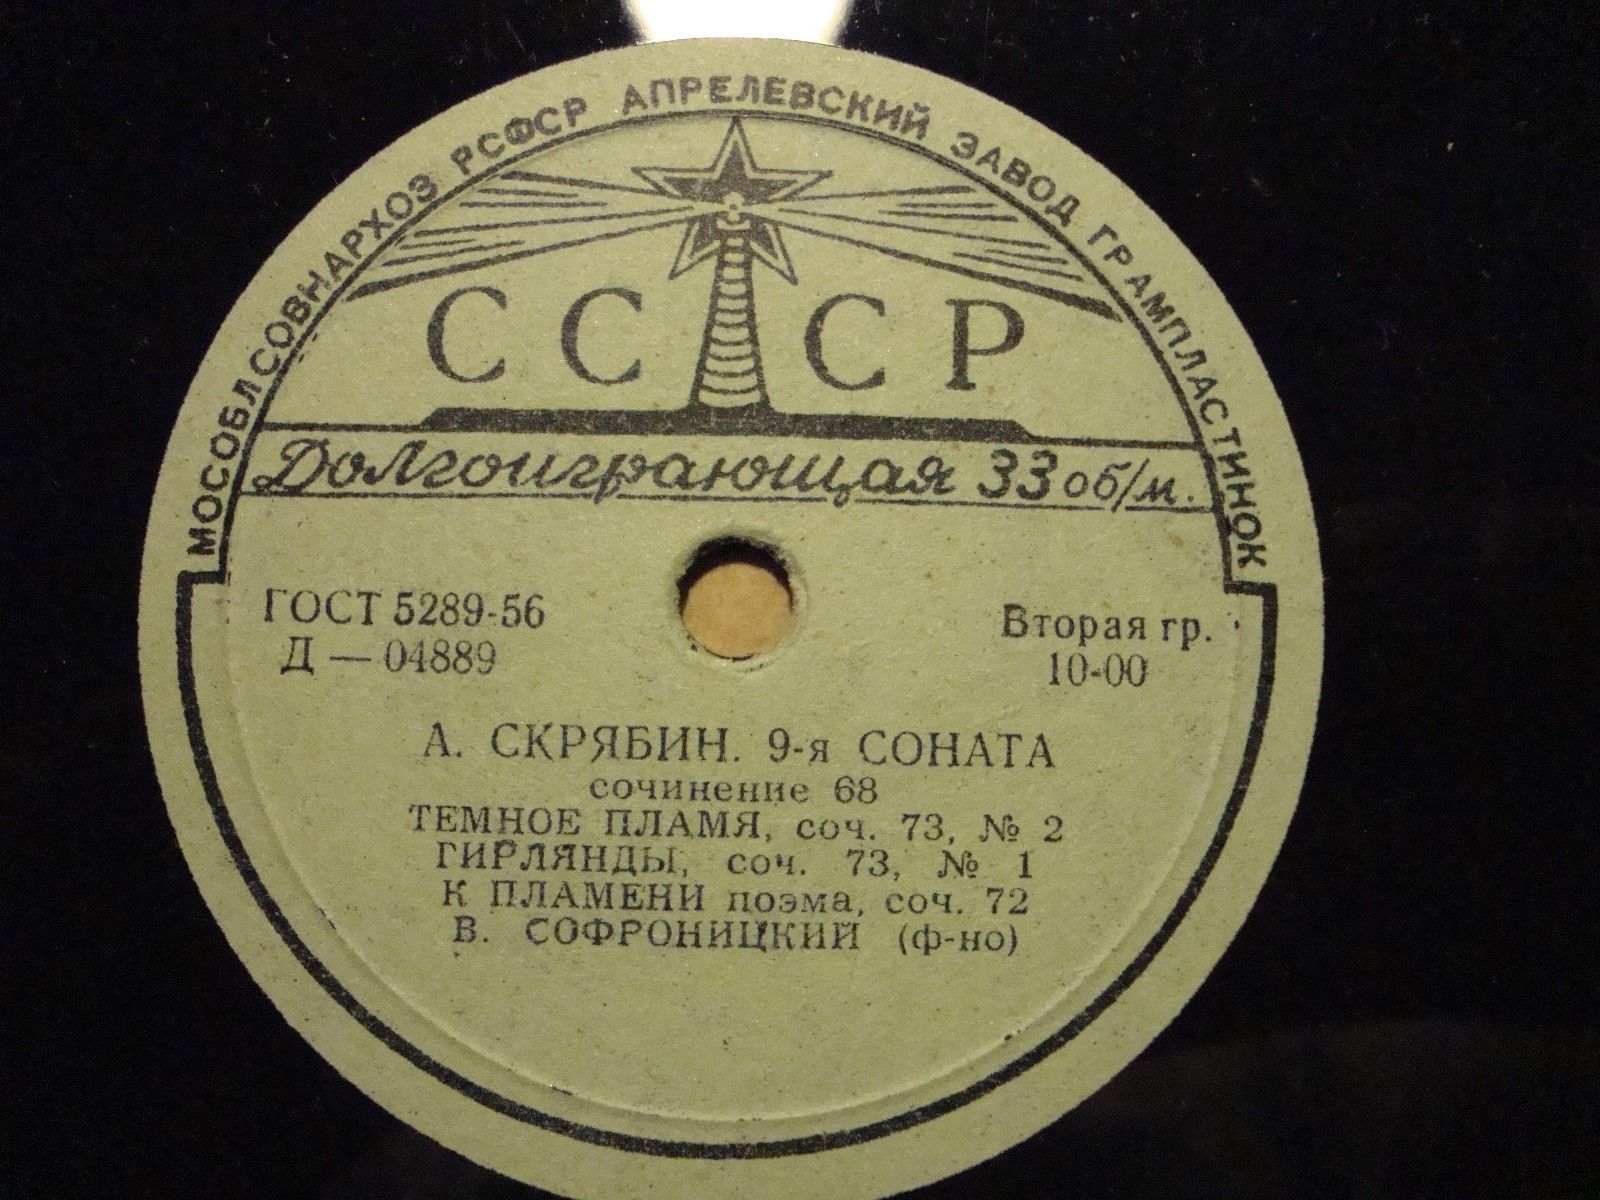 МОСОБЛСОВНАРХОЗ РСФСР АПРЕЛЕВСКИЙ ЗАВОД ГРАМПЛАСТИНОК
СССР
Долгоиграющая 33 об/м.
ГОСТ 5289-56
Д — 04889
Вторая гр.
10-00
А. СКРЯБИН. 9-я СОНАТА
сочинение 68
ТЕМНОЕ ПЛАМЯ, соч. 73, № 2
ГИРЛЯНДЫ, соч. 73, № 1
К ПЛАМЕНИ поэма, соч. 72
В. СОФРОНИЦКИЙ (ф-но)